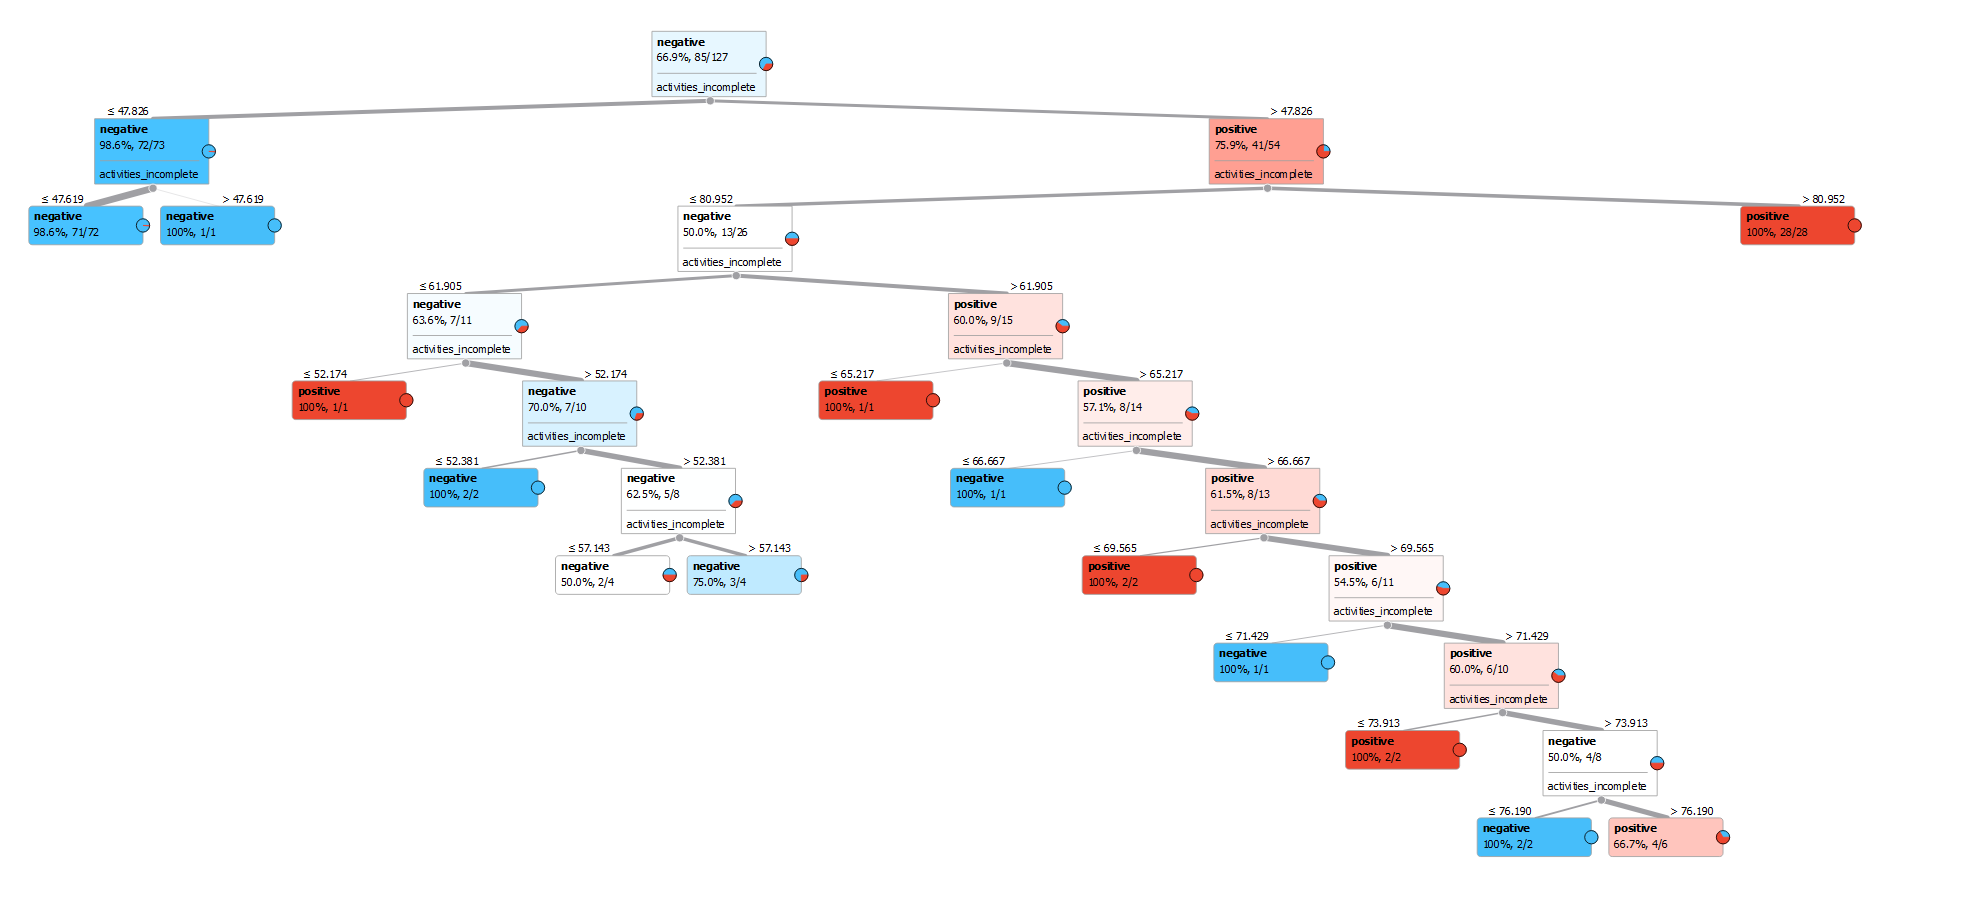 negative
66.9%, 85/127
activities_incomplete
≤ 47.826
> 47.826
negative
98.6%, 72/73
activities_incomplete
positive
75.9%, 41/54
activities_incomplete
≤ 47.619
> 47.619
≤ 80.952
> 80.952
negative
98.6%, 71/72
negative
100%, 1/1
negative
50.0%, 13/26
activities_incomplete
positive
100%, 28/28
≤ 61.905
> 61.905
negative
63.6%, 7/11
activities_incomplete
positive
60.0%, 9/15
activities_incomplete
≤ 52.174
> 52.174
≤ 65.217
> 65.217
positive
100%, 1/1
negative
70.0%, 7/10
activities_incomplete
positive
100%, 1/1
positive
57.1%, 8/14
activities_incomplete
≤ 52.381
> 52.381
≤ 66.667
> 66.667
negative
100%, 2/2
negative
62.5%, 5/8
activities_incomplete
negative
100%, 1/1
positive
61.5%, 8/13
activities_incomplete
≤ 57.143
> 57.143
≤ 69.565
> 69.565
negative
50.0%, 2/4
negative
75.0%, 3/4
positive
100%, 2/2
positive
54.5%, 6/11
activities_incomplete
≤ 71.429
> 71.429
negative
100%, 1/1
positive
60.0%, 6/10
activities_incomplete
≤ 73.913
> 73.913
positive
100%, 2/2
negative
50.0%, 4/8
activities_incomplete
≤ 76.190
> 76.190
negative
100%, 2/2
positive
66.7%, 4/6